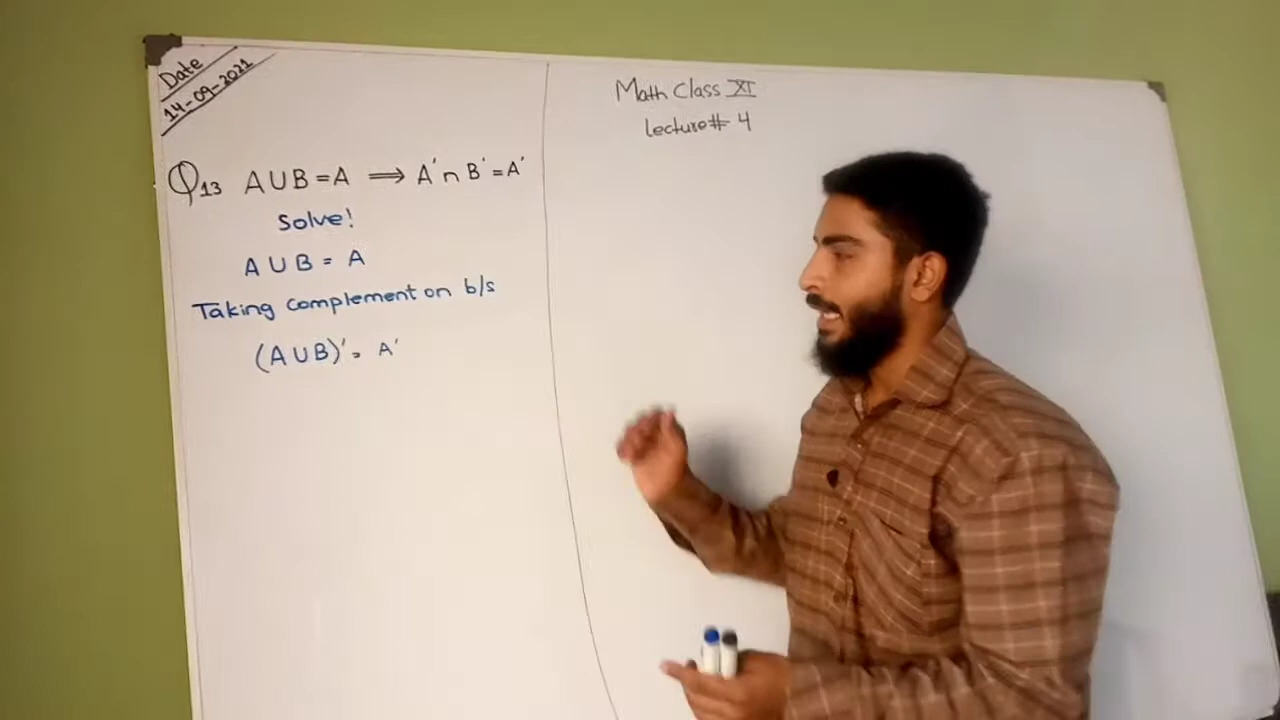 Date
14-09-2021
Math Class XI
Lecture# 4
Q13 A∪B=A ⟹ A'∩B'=A'
Solve!
A∪B = A
Taking complement on b/s
(A∪B)' = A'